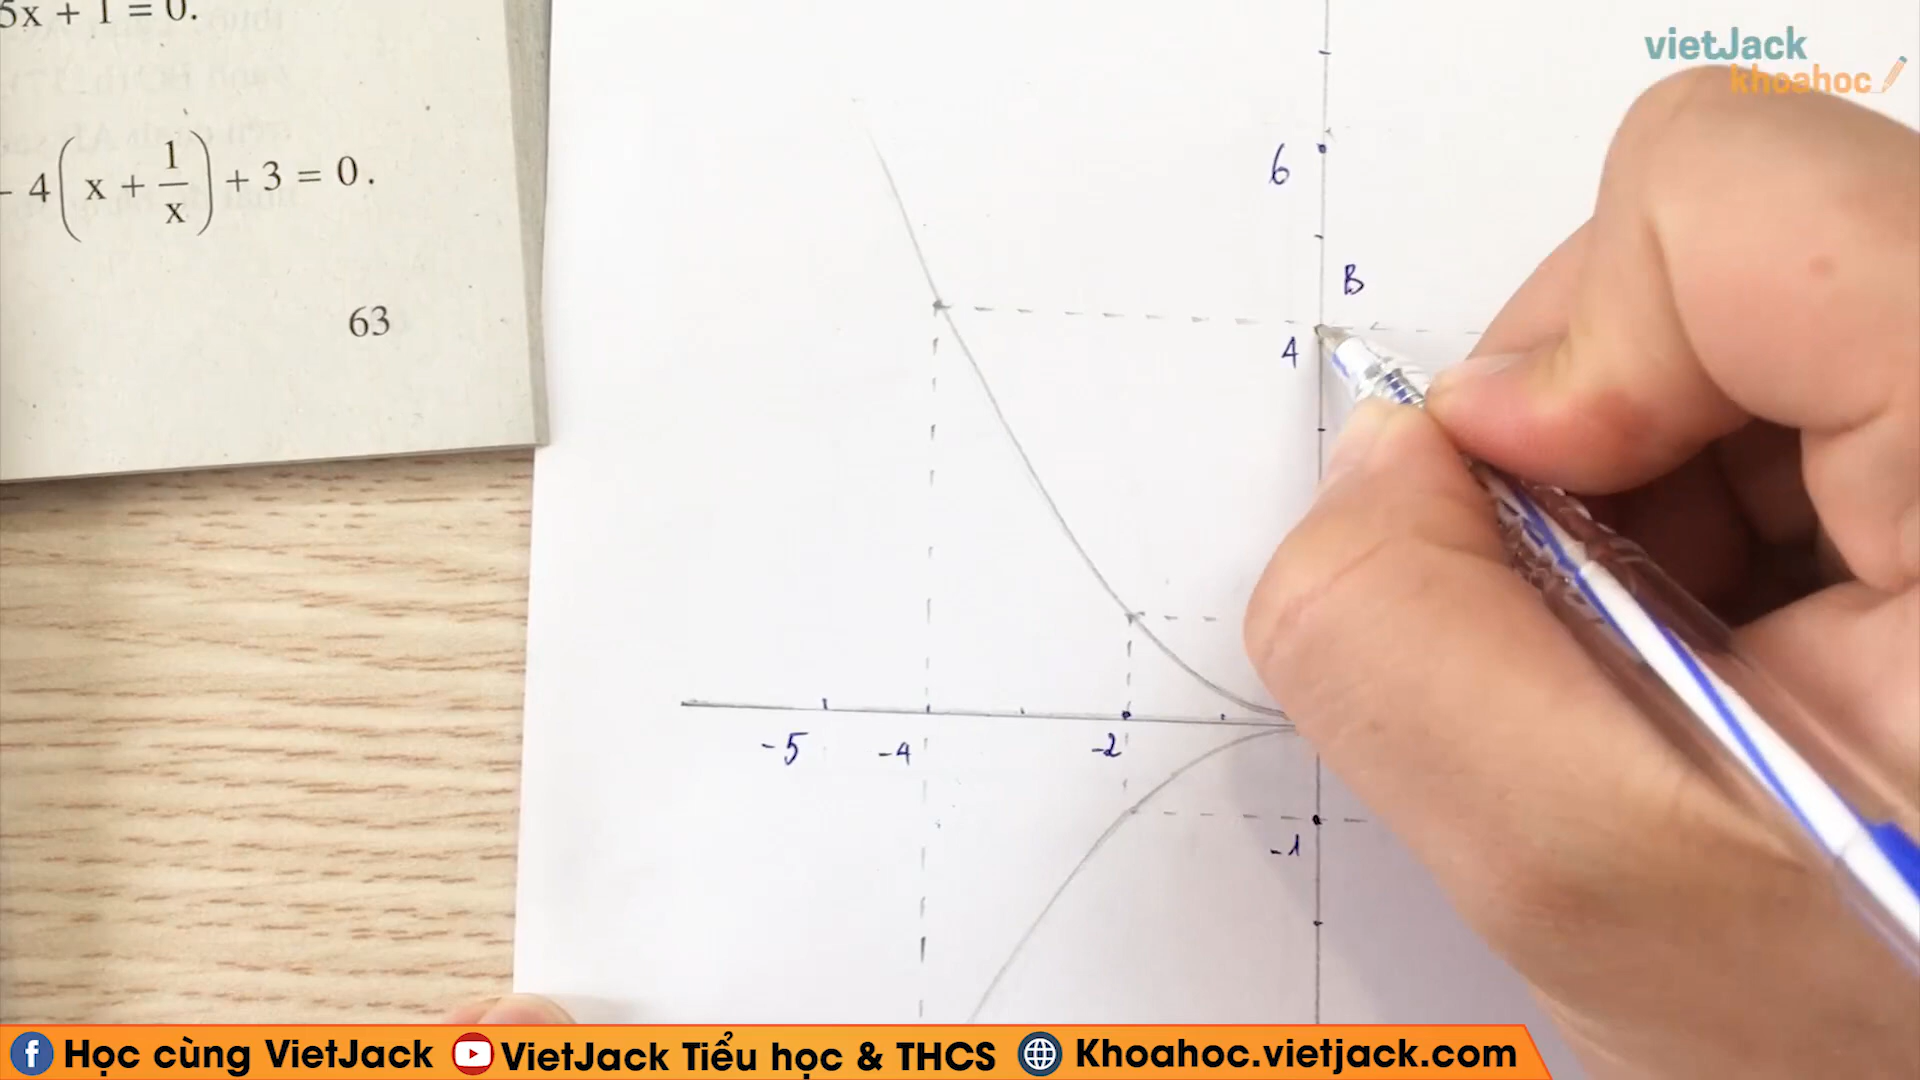 5x + 1 = 0.
- 4(x + 1/x) + 3 = 0.
63
vietJack
khoahoc
6
B
4
-5 -4 -2
-1
Học cùng VietJack VietJack Tiểu học & THCS Khoahoc.vietjack.com